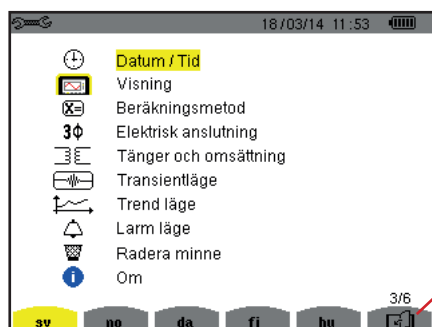 18/03/14 11:53
Datum / Tid
Visning
X= Beräkningsmetod
3Φ Elektrisk anslutning
Tänger och omsättning
Transientläge
Trend läge
Larm läge
Radera minne
i Om
3/6
sv no da fi hu